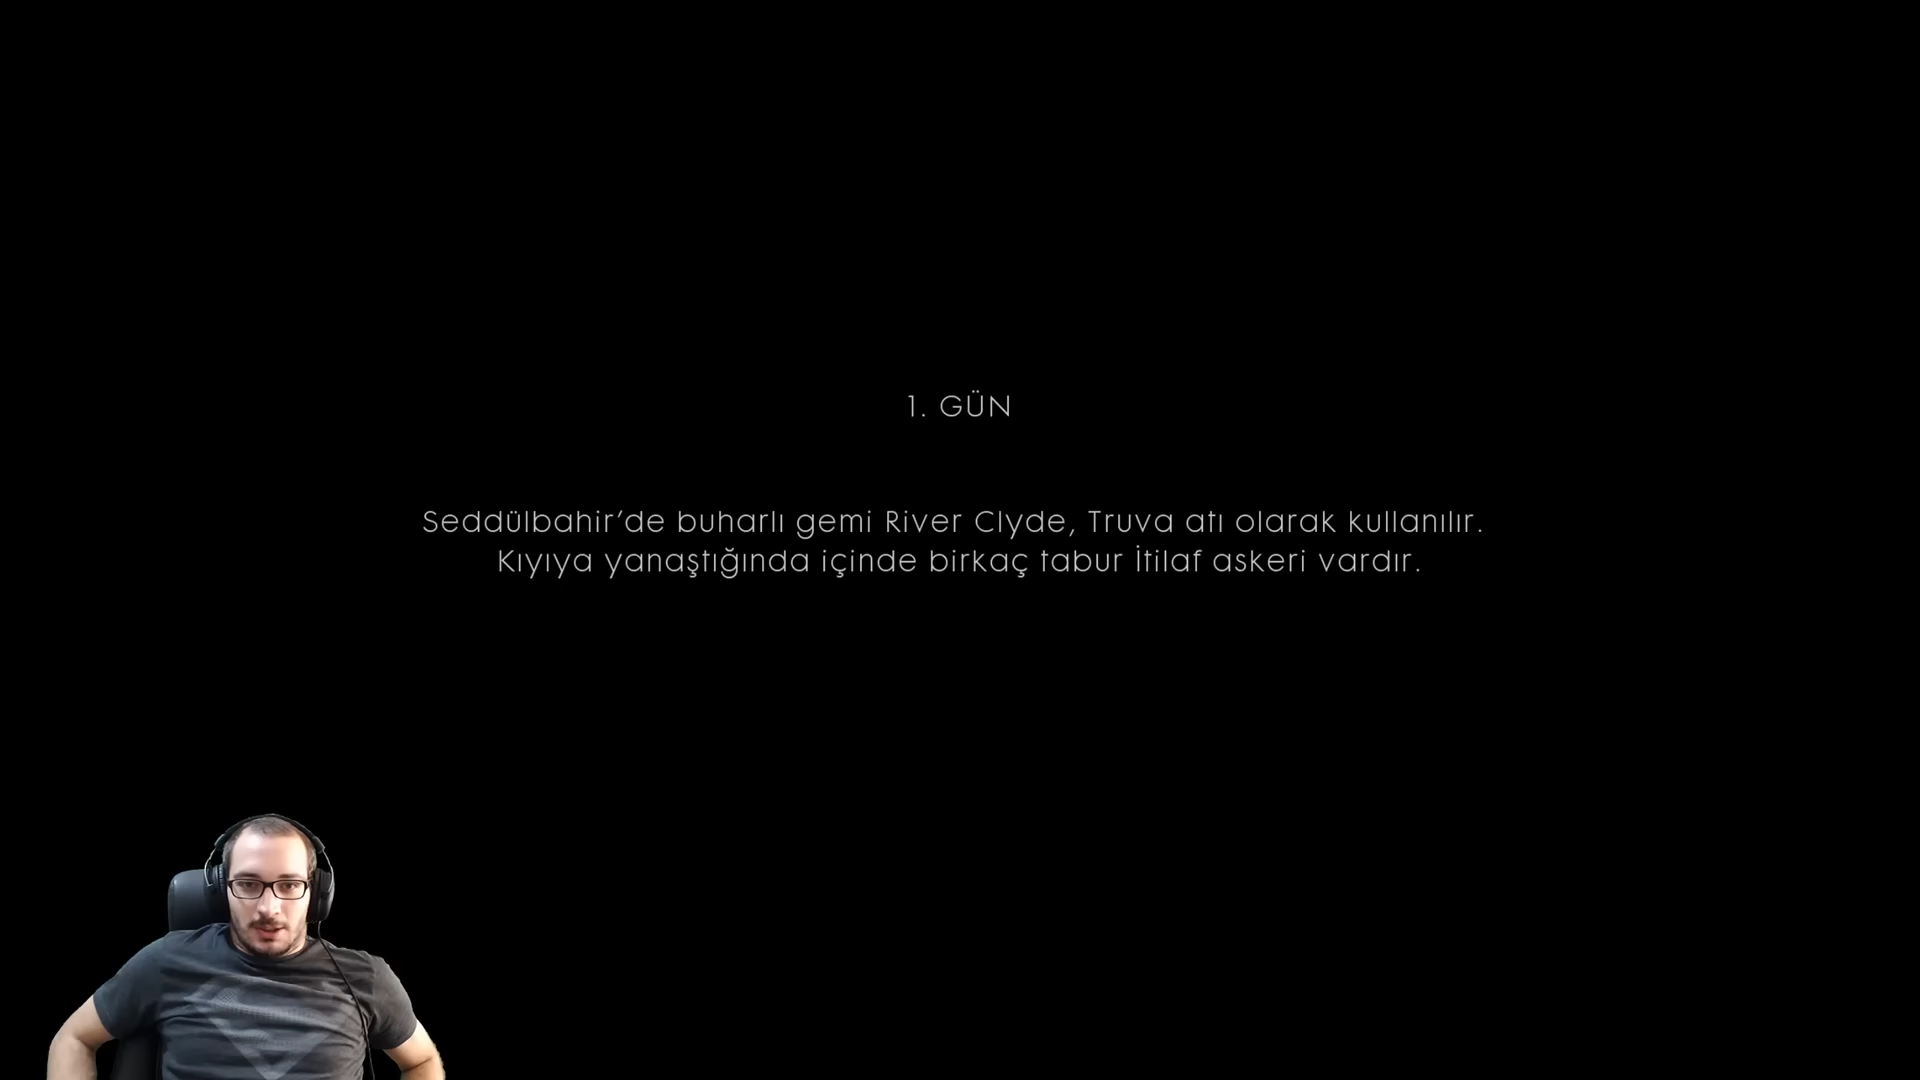 1. GÜN
Seddülbahir’de buharlı gemi River Clyde, Truva atı olarak kullanılır.
Kıyıya yanaştığında içinde birkaç tabur İtilaf askeri vardır.